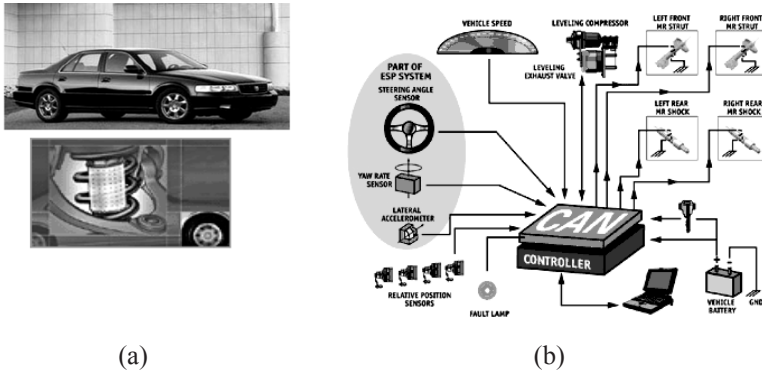 VEHICLE SPEED
LEVELING COMPRESSOR
LEFT FRONT
MR STRUT
RIGHT FRONT
MR STRUT
PART OF
ESP SYSTEM
LEVELING
EXHAUST VALVE
STEERING ANGLE
SENSOR
LEFT REAR
MR SHOCK
RIGHT REAR
MR SHOCK
YAW RATE
SENSOR
LATERAL
ACCELEROMETER
CAN
CONTROLLER
RELATIVE POSITION
SENSORS
FAULT LAMP
VEHICLE
BATTERY
GND
(a)
(b)